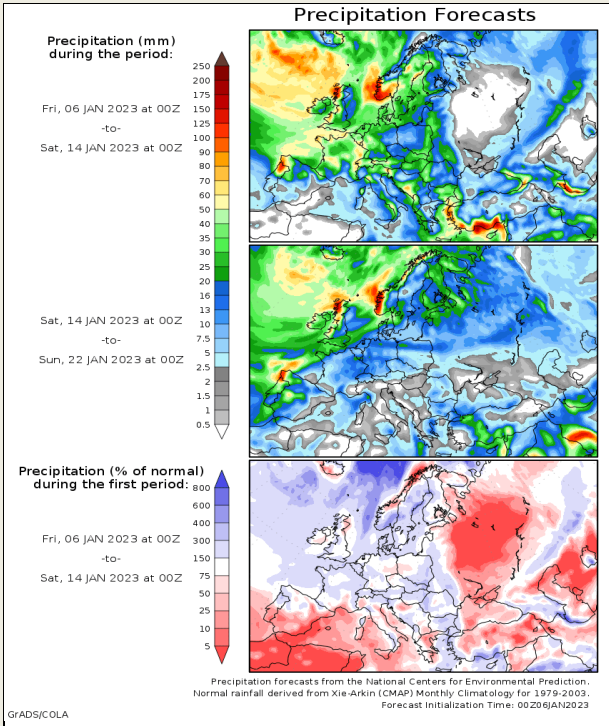 Precipitation Forecasts
Precipitation (mm)
during the period:
Fri, 06 JAN 2023 at 00Z
-to-
Sat, 14 JAN 2023 at 00Z
250
200
175
150
125
100
90
80
70
60
50
40
35
30
25
20
16
13
10
7.5
5
2.5
2
1.5
1
0.5
Sat, 14 JAN 2023 at 00Z
-to-
Sun, 22 JAN 2023 at 00Z
Precipitation (% of normal)
during the first period:
Fri, 06 JAN 2023 at 00Z
-to-
Sat, 14 JAN 2023 at 00Z
800
600
400
300
150
75
50
25
10
5
Precipitation forecasts from the National Centers for Environmental Prediction.
Normal rainfall derived from Xie-Arkin (CMAP) Monthly Climatology for 1979-2003.
Forecast Initialization Time: 00Z06JAN2023
GrADS/COLA